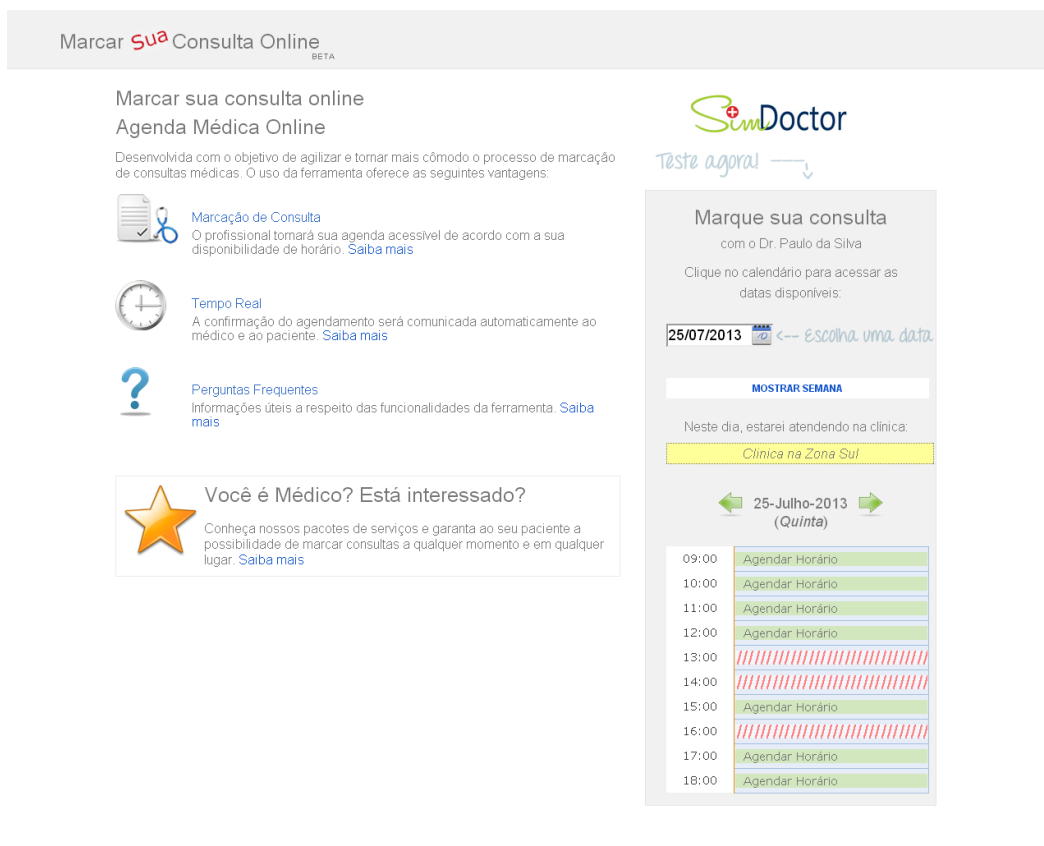 Marcar Sua Consulta Online
BETA
Marcar sua consulta online
Agenda Médica Online
Desenvolvida com o objetivo de agilizar e tornar mais cômodo o processo de marcação
de consultas médicas. O uso da ferramenta oferece as seguintes vantagens:
Marcação de Consulta
O profissional tornará sua agenda acessível de acordo com a sua
disponibilidade de horário. Saiba mais
Tempo Real
A confirmação do agendamento será comunicada automaticamente ao
médico e ao paciente. Saiba mais
Perguntas Frequentes
Informações úteis a respeito das funcionalidades da ferramenta. Saiba
mais
Você é Médico? Está interessado?
Conheça nossos pacotes de serviços e garanta ao seu paciente a
possibilidade de marcar consultas a qualquer momento e em qualquer
lugar. Saiba mais
SimDoctor
Teste agora! ---,
Marque sua consulta
com o Dr. Paulo da Silva
Clique no calendário para acessar as
datas disponíveis:
25/07/2013 <-- Escolha uma data
MOSTRAR SEMANA
Neste dia, estarei atendendo na clínica:
Clinica na Zona Sul
25-Julho-2013
(Quinta)
09:00 Agendar Horário
10:00 Agendar Horário
11:00 Agendar Horário
12:00 Agendar Horário
13:00
14:00
15:00 Agendar Horário
16:00
17:00 Agendar Horário
18:00 Agendar Horário